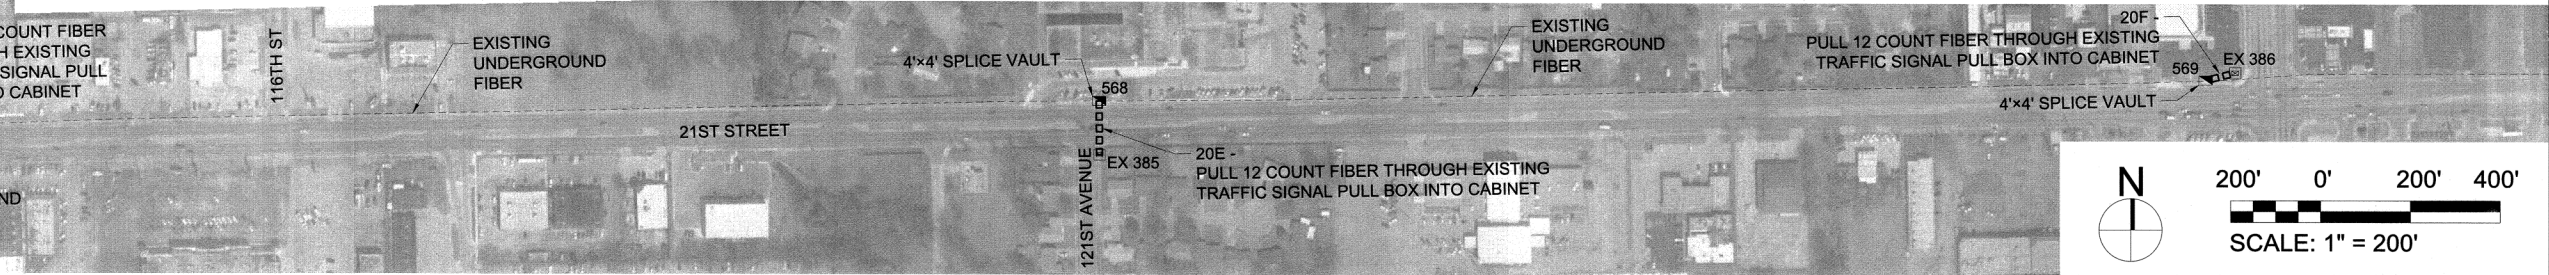 COUNT FIBER
H EXISTING
SIGNAL PULL
O CABINET
116TH ST
EXISTING
UNDERGROUND
FIBER
4'×4' SPLICE VAULT
568
EXISTING
UNDERGROUND
FIBER
20F -
PULL 12 COUNT FIBER THROUGH EXISTING
TRAFFIC SIGNAL PULL BOX INTO CABINET
569
EX 386
4'×4' SPLICE VAULT
21ST STREET
121ST AVENUE
EX 385
20E -
PULL 12 COUNT FIBER THROUGH EXISTING
TRAFFIC SIGNAL PULL BOX INTO CABINET
ND
N
200' 0' 200' 400'
SCALE: 1" = 200'